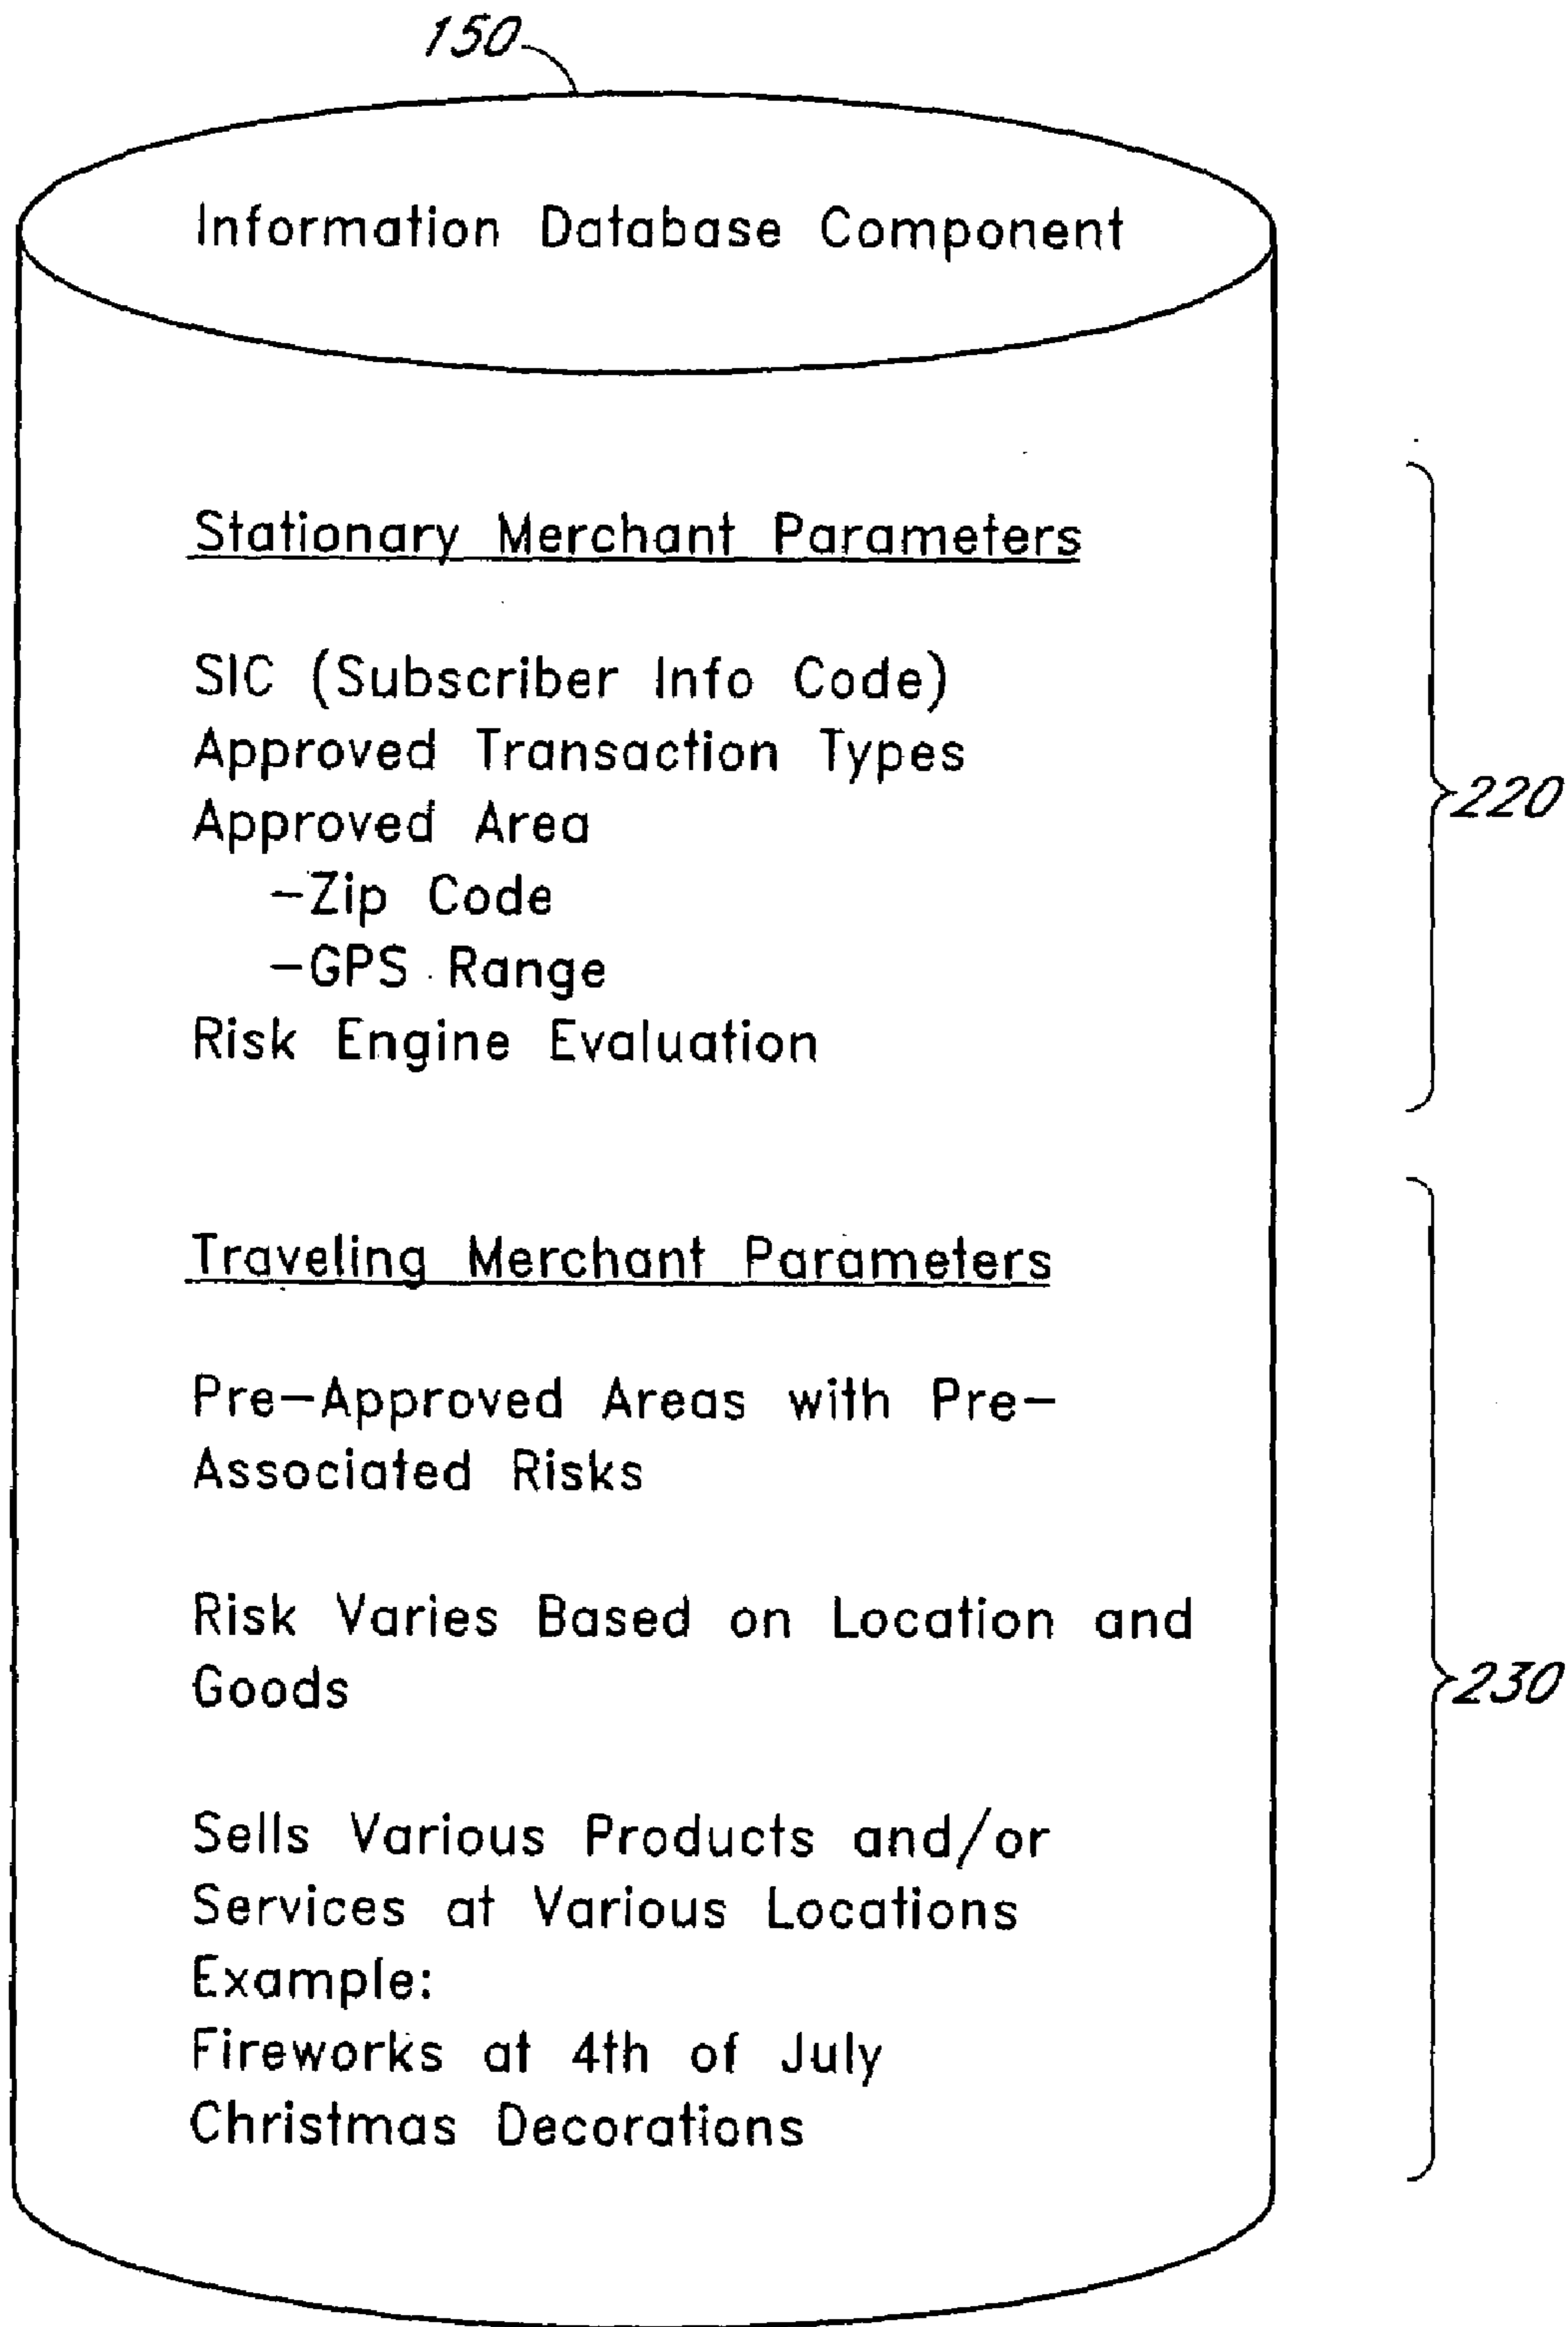 150
Information Database Component
Stationary Merchant Parameters
SIC (Subscriber Info Code)
Approved Transaction Types
Approved Area
-Zip Code
-GPS Range
Risk Engine Evaluation
220
Traveling Merchant Parameters
Pre-Approved Areas with Pre-
Associated Risks
Risk Varies Based on Location and
Goods
Sells Various Products and/or
Services at Various Locations
Example:
Fireworks at 4th of July
Christmas Decorations
230